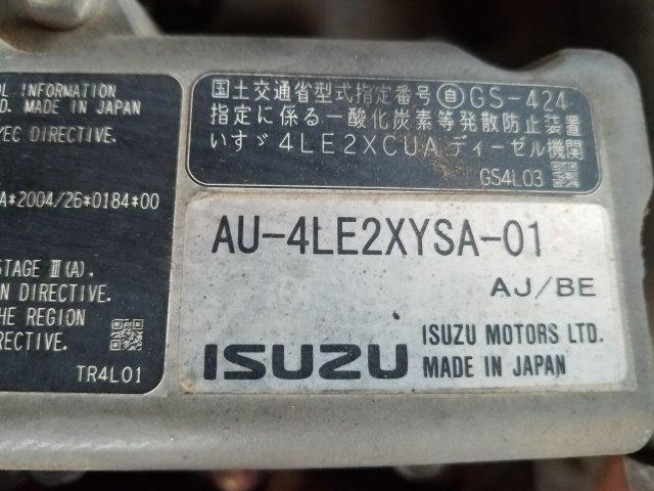 OL INFORMATION
D. MADE IN JAPAN
/EC DIRECTIVE.
A*2004/26*0184*00
STAGE Ⅲ(A).
N DIRECTIVE.
HE REGION
RECTIVE.
TR4L01
国土交通省型式指定番号 自 GS-424
指定に係る一酸化炭素等発散防止装置
いすゞ 4LE2XCUA ディーゼル機関
GS4L03
AU-4LE2XYSA-01
AJ/BE
ISUZU
ISUZU MOTORS LTD.
MADE IN JAPAN